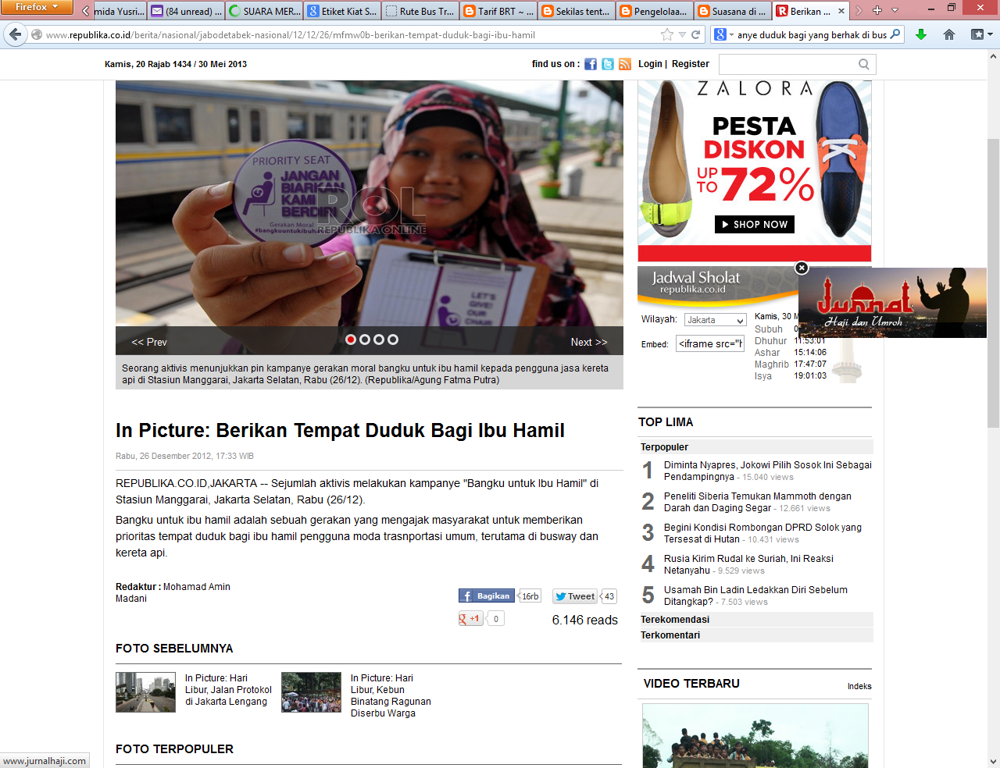 Firefox
mida Yusri...
(84 unread) ...
SUARA MER...
Etiket Kiat S...
Rute Bus Tr...
Tarif BRT ~ ...
Sekilas tent...
Pengelolaa...
Suasana di ...
Berikan ...
www.republika.co.id/berita/nasional/jabodetabek-nasional/12/12/26/mfmw0b-berikan-tempat-duduk-bagi-ibu-hamil
anye duduk bagi yang berhak di bus
Kamis, 20 Rajab 1434 / 30 Mei 2013
find us on :
Login | Register
PRIORITY SEAT
JANGAN
BIARKAN
KAMI
BERDIRI
Gerakan Moral
#bangkuuntukibuhamil
ROL
REPUBLIKA ONLINE
LET'S
GIVE
OUR
CHAIR
<< Prev
Next >>
Seorang aktivis menunjukkan pin kampanye gerakan moral bangku untuk ibu hamil kepada pengguna jasa kereta
api di Stasiun Manggarai, Jakarta Selatan, Rabu (26/12). (Republika/Agung Fatma Putra)
In Picture: Berikan Tempat Duduk Bagi Ibu Hamil
Rabu, 26 Desember 2012, 17:33 WIB
REPUBLIKA.CO.ID,JAKARTA -- Sejumlah aktivis melakukan kampanye "Bangku untuk Ibu Hamil" di
Stasiun Manggarai, Jakarta Selatan, Rabu (26/12).
Bangku untuk ibu hamil adalah sebuah gerakan yang mengajak masyarakat untuk memberikan
prioritas tempat duduk bagi ibu hamil pengguna moda trasnportasi umum, terutama di busway dan
kereta api.
Redaktur : Mohamad Amin
Madani
Bagikan
16rb
Tweet
43
+1
0
6.146 reads
FOTO SEBELUMNYA
In Picture: Hari
Libur, Jalan Protokol
di Jakarta Lengang
In Picture: Hari
Libur, Kebun
Binatang Ragunan
Diserbu Warga
FOTO TERPOPULER
www.jurnalhaji.com
ZALORA
PESTA
DISKON
UP
TO
72%
SHOP NOW
Jadwal Sholat
republika.co.id
Jurnal
Haji dan Umroh
Wilayah:
Jakarta
Embed:
<iframe src="h
Kamis, 30 M
Subuh 0
Dhuhur 11:53:01
Ashar 15:14:06
Maghrib 17:47:07
Isya 19:01:03
TOP LIMA
Terpopuler
1 Diminta Nyapres, Jokowi Pilih Sosok Ini Sebagai
Pendampingnya - 15.040 views
2 Peneliti Siberia Temukan Mammoth dengan
Darah dan Daging Segar - 12.661 views
3 Begini Kondisi Rombongan DPRD Solok yang
Tersesat di Hutan - 10.431 views
4 Rusia Kirim Rudal ke Suriah, Ini Reaksi
Netanyahu - 9.529 views
5 Usamah Bin Ladin Ledakkan Diri Sebelum
Ditangkap? - 7.503 views
Terekomendasi
Terkomentari
VIDEO TERBARU
Indeks